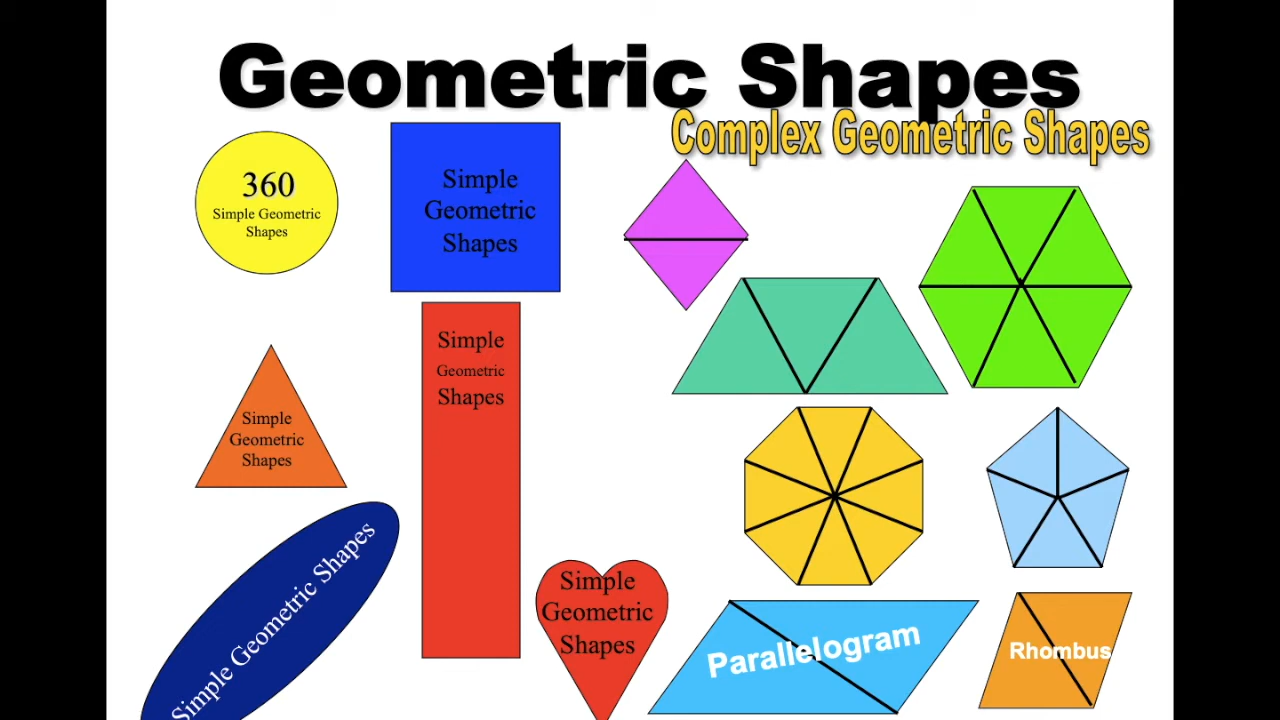 Geometric Shapes
Complex Geometric Shapes
360
Simple Geometric
Shapes
Simple
Geometric
Shapes
Simple
Geometric
Shapes
Simple
Geometric
Shapes
Simple Geometric Shapes
Simple
Geometric
Shapes
Parallelogram
Rhombus